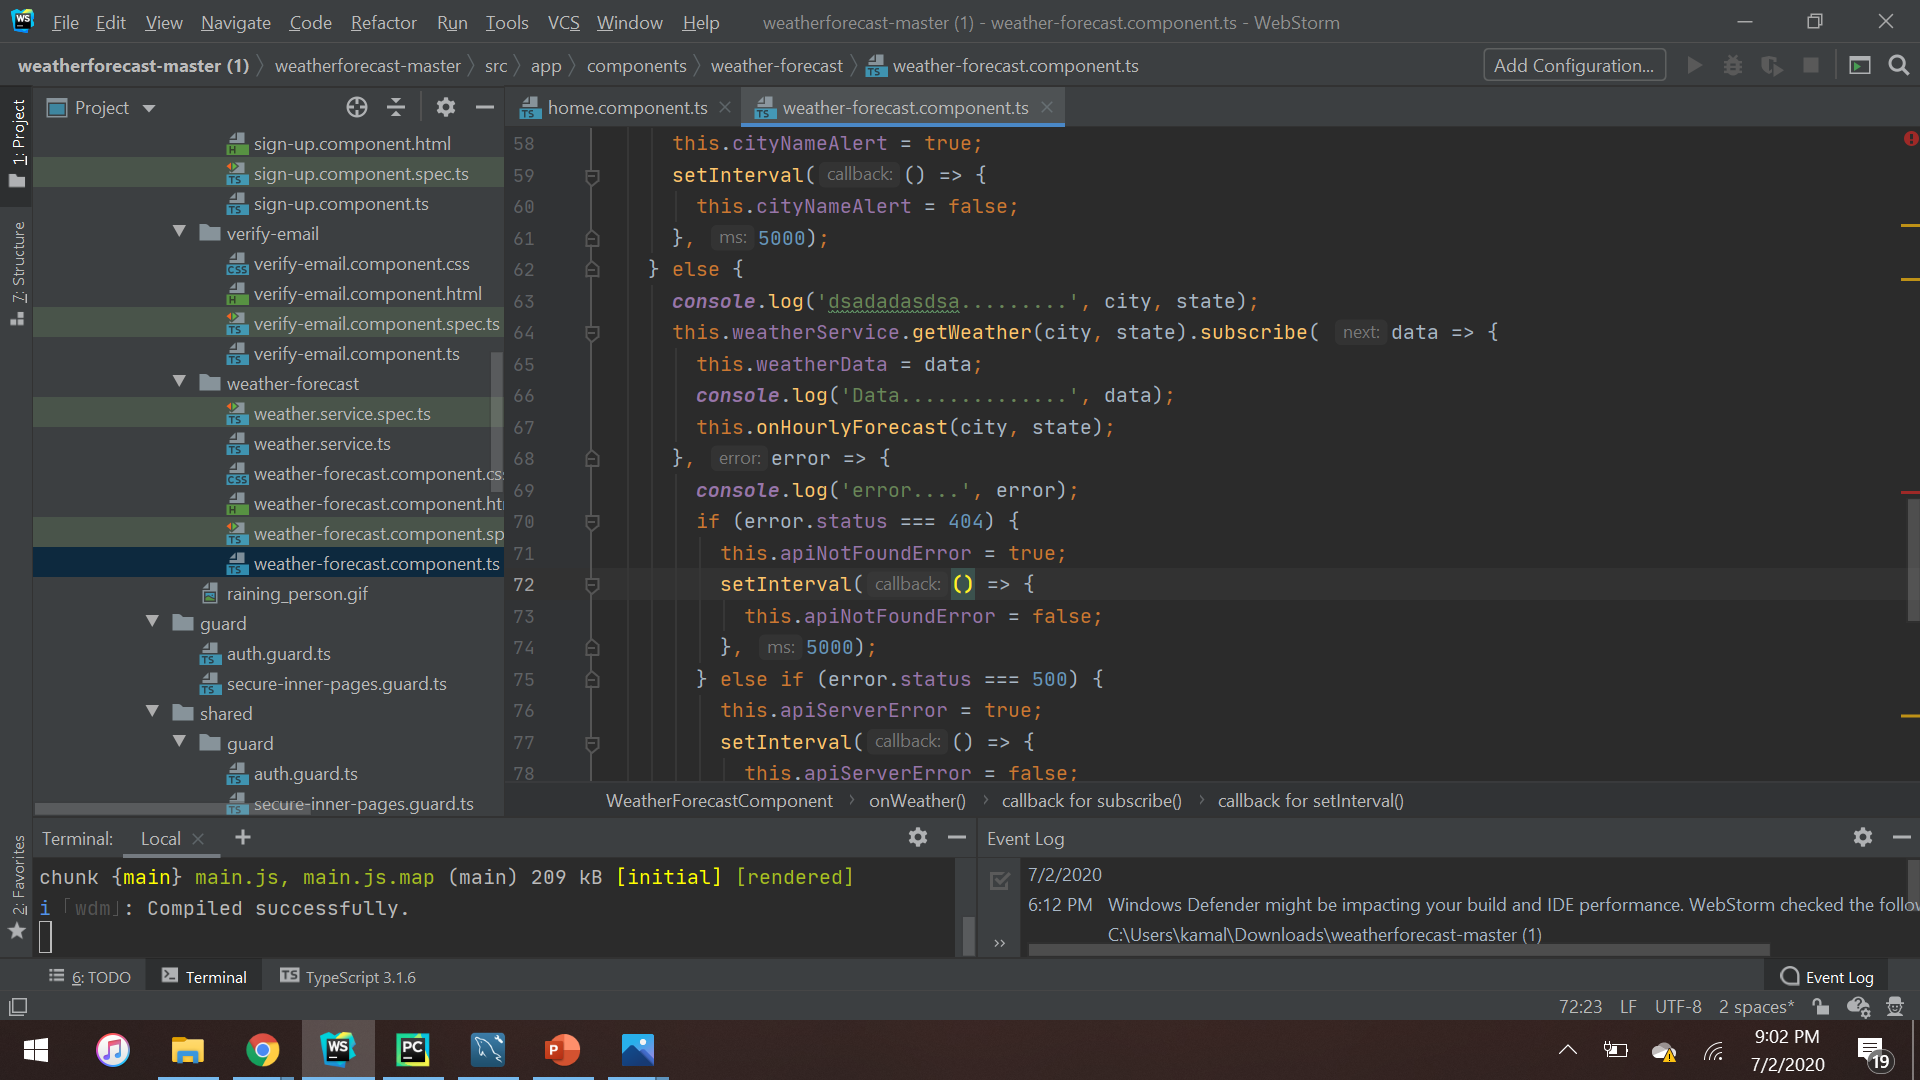 File Edit View Navigate Code Refactor Run Tools VCS Window Help weatherforecast-master (1) - weather-forecast.component.ts - WebStorm
weatherforecast-master (1) weatherforecast-master src app components weather-forecast weather-forecast.component.ts Add Configuration...
1: Project
7: Structure
2: Favorites
Project
sign-up.component.html
sign-up.component.spec.ts
sign-up.component.ts
verify-email
verify-email.component.css
verify-email.component.html
verify-email.component.spec.ts
verify-email.component.ts
weather-forecast
weather.service.spec.ts
weather.service.ts
weather-forecast.component.cs
weather-forecast.component.ht
weather-forecast.component.sp
weather-forecast.component.ts
raining_person.gif
guard
auth.guard.ts
secure-inner-pages.guard.ts
shared
guard
auth.guard.ts
secure-inner-pages.guard.ts
home.component.ts weather-forecast.component.ts
58 this.cityNameAlert = true;
59 setInterval( callback: () => {
60 this.cityNameAlert = false;
61 }, ms: 5000);
62 } else {
63 console.log('dsadadasdsa.........', city, state);
64 this.weatherService.getWeather(city, state).subscribe( next: data => {
65 this.weatherData = data;
66 console.log('Data..............', data);
67 this.onHourlyForecast(city, state);
68 }, error: error => {
69 console.log('error....', error);
70 if (error.status === 404) {
71 this.apiNotFoundError = true;
72 setInterval( callback: () => {
73 this.apiNotFoundError = false;
74 }, ms: 5000);
75 } else if (error.status === 500) {
76 this.apiServerError = true;
77 setInterval( callback: () => {
78 this.apiServerError = false;
WeatherForecastComponent onWeather() callback for subscribe() callback for setInterval()
Terminal: Local
chunk {main} main.js, main.js.map (main) 209 kB [initial] [rendered]
i ｢wdm｣: Compiled successfully.
Event Log
7/2/2020
6:12 PM Windows Defender might be impacting your build and IDE performance. WebStorm checked the follow
C:\Users\kamal\Downloads\weatherforecast-master (1)
6: TODO Terminal TypeScript 3.1.6 Event Log
72:23 LF UTF-8 2 spaces*
9:02 PM
7/2/2020
19